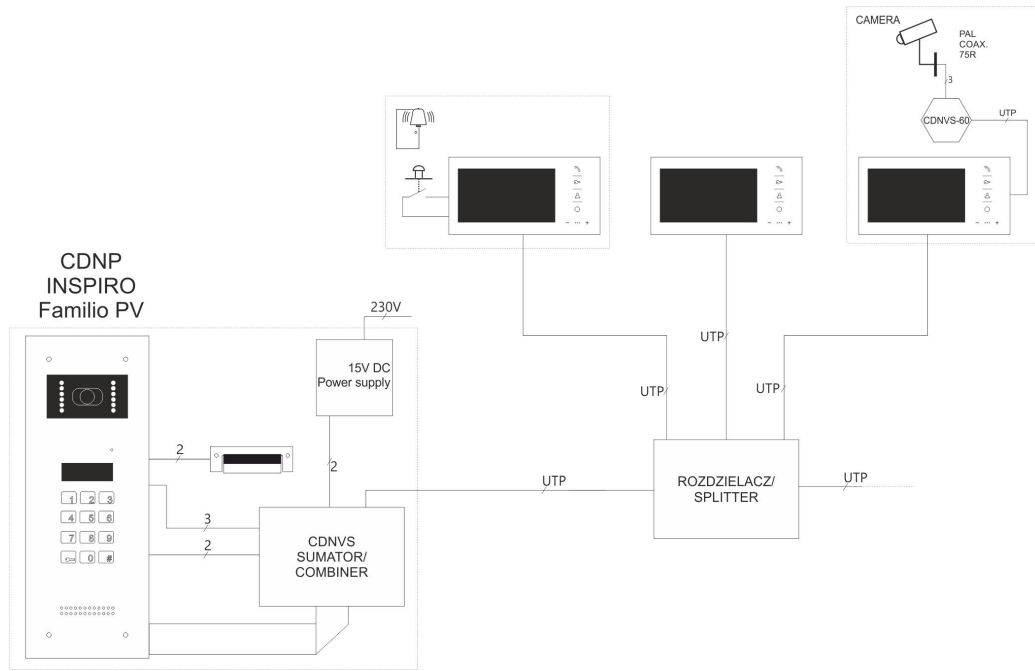 CAMERA
PAL
COAX.
75R
3
CDNVS-60
UTP
- ... +
- ... +
- ... +
CDNP
INSPIRO
Familio PV
230V
15V DC
Power supply
2
2
1 2 3
4 5 6
7 8 9
0 #
3
2
CDNVS
SUMATOR/
COMBINER
UTP
UTP
UTP
UTP
ROZDZIELACZ/
SPLITTER
UTP